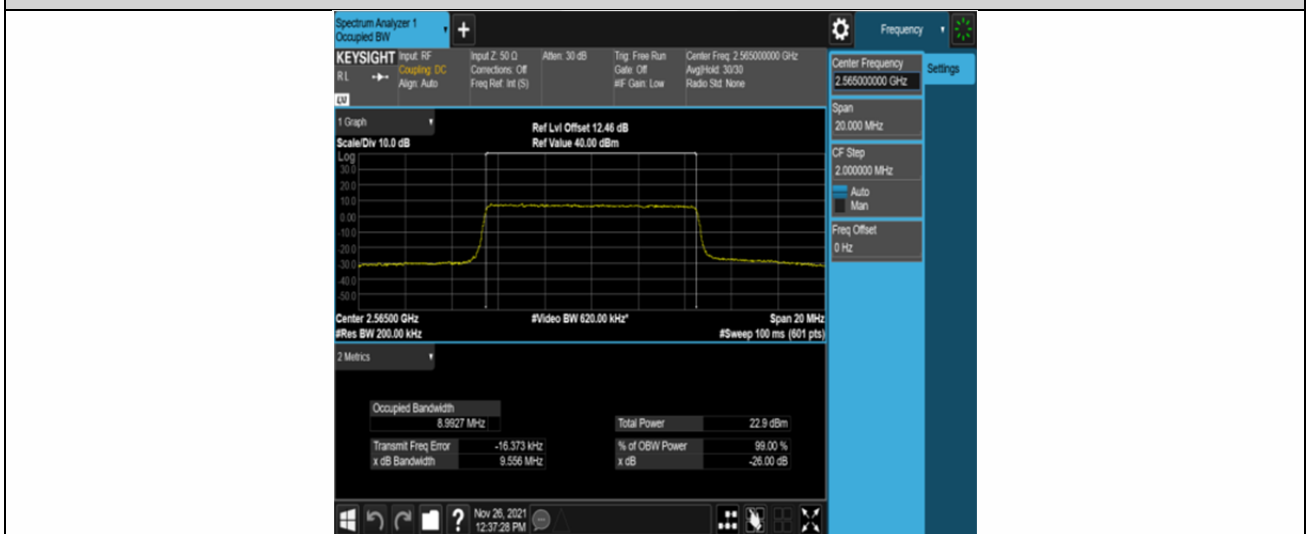 Spectrum Analyzer 1
Occupied BW
+
Frequency
KEYSIGHT Input: RF Input Z: 50 Ω Atten: 30 dB Trig: Free Run Center Freq: 2.565000000 GHz
R L Coupling: DC Corrections: Off Gate: Off Avg|Hold: 30/30
Align: Auto Freq Ref: Int (S) #IF Gain: Low Radio Std: None
Center Frequency
2.565000000 GHz
Settings
Span
20.000 MHz
CF Step
2.000000 MHz
Auto
Man
Freq Offset
0 Hz
1 Graph
Ref Lvl Offset 12.46 dB
Scale/Div 10.0 dB Ref Value 40.00 dBm
Log
30.0
20.0
10.0
0.00
-10.0
-20.0
-30.0
-40.0
-50.0
Center 2.56500 GHz #Video BW 620.00 kHz* Span 20 MHz
#Res BW 200.00 kHz #Sweep 100 ms (601 pts)
2 Metrics
Occupied Bandwidth
8.9927 MHz Total Power 22.9 dBm
Transmit Freq Error -16.373 kHz % of OBW Power 99.00 %
x dB Bandwidth 9.556 MHz x dB -26.00 dB
? Nov 26, 2021
12:37:28 PM